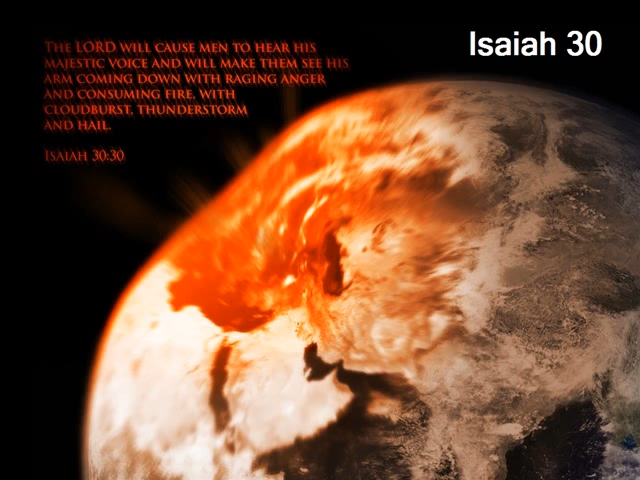 Isaiah 30
The LORD will cause men to hear his
majestic voice and will make them see his
arm coming down with raging anger
and consuming fire, with
cloudburst, thunderstorm
and hail.
Isaiah 30:30